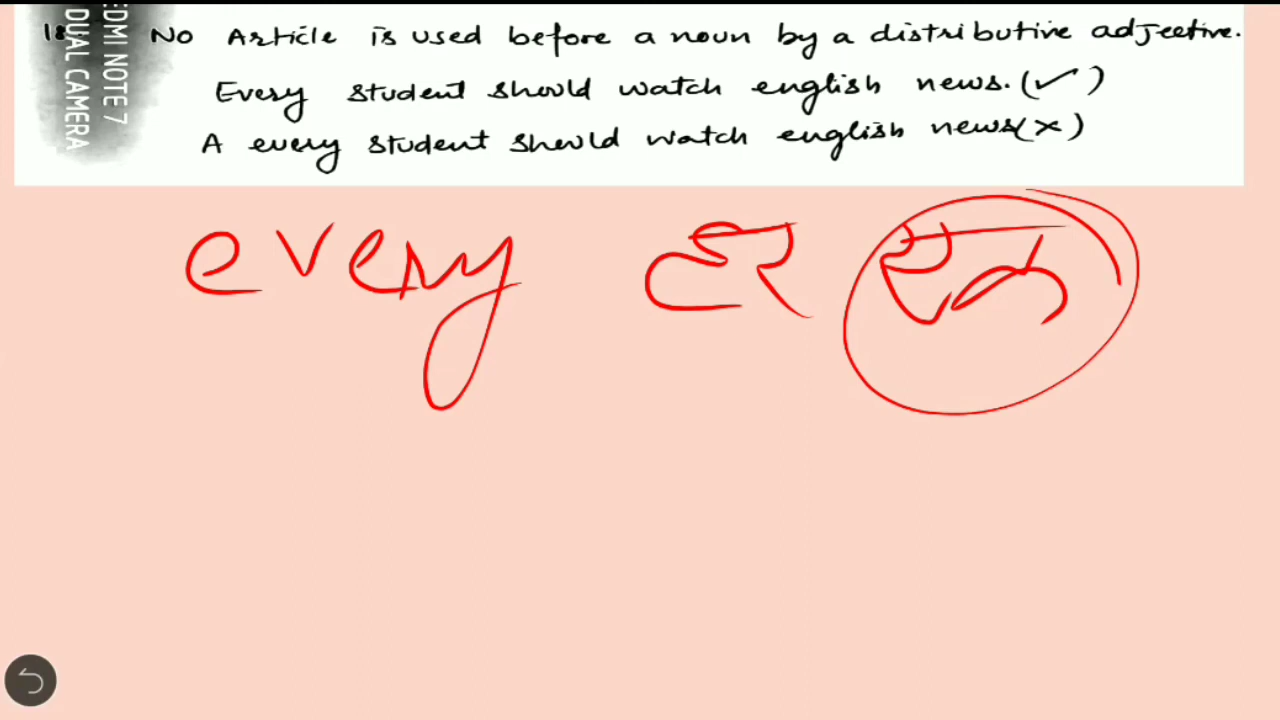 18 No Article is used before a noun by a distributive adjective.
Every student should watch english news. (✓)
A every student should watch english news (×)
every हर एक
EDMI NOTE 7
DUAL CAMERA